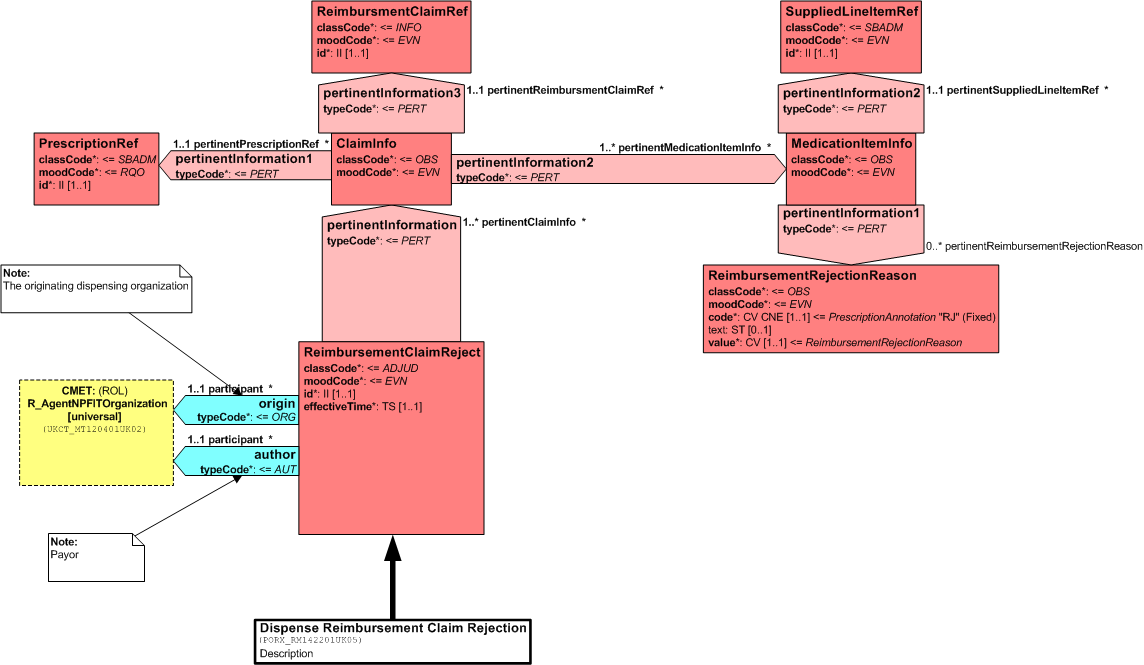 ReimbursmentClaimRef
classCode*: <= INFO
moodCode*: <= EVN
id*: II [1..1]
SuppliedLineItemRef
classCode*: <= SBADM
moodCode*: <= EVN
id*: II [1..1]
pertinentInformation3
typeCode*: <= PERT
1..1 pertinentReimbursmentClaimRef *
pertinentInformation2
typeCode*: <= PERT
1..1 pertinentSuppliedLineItemRef *
PrescriptionRef
classCode*: <= SBADM
moodCode*: <= RQO
id*: II [1..1]
1..1 pertinentPrescriptionRef *
pertinentInformation1
typeCode*: <= PERT
ClaimInfo
classCode*: <= OBS
moodCode*: <= EVN
1..* pertinentMedicationItemInfo *
pertinentInformation2
typeCode*: <= PERT
MedicationItemInfo
classCode*: <= OBS
moodCode*: <= EVN
pertinentInformation
typeCode*: <= PERT
1..* pertinentClaimInfo *
pertinentInformation1
typeCode*: <= PERT
0..* pertinentReimbursementRejectionReason
Note:
The originating dispensing organization
ReimbursementRejectionReason
classCode*: <= OBS
moodCode*: <= EVN
code*: CV CNE [1..1] <= PrescriptionAnnotation "RJ" (Fixed)
text: ST [0..1]
value*: CV [1..1] <= ReimbursementRejectionReason
ReimbursementClaimReject
classCode*: <= ADJUD
moodCode*: <= EVN
id*: II [1..1]
effectiveTime*: TS [1..1]
CMET: (ROL)
R_AgentNPFITOrganization
[universal]
(UKCT_MT120401UK02)
1..1 participant *
origin
typeCode*: <= ORG
1..1 participant *
author
typeCode*: <= AUT
Note:
Payor
Dispense Reimbursement Claim Rejection
(PORX_RM142201UK05)
Description